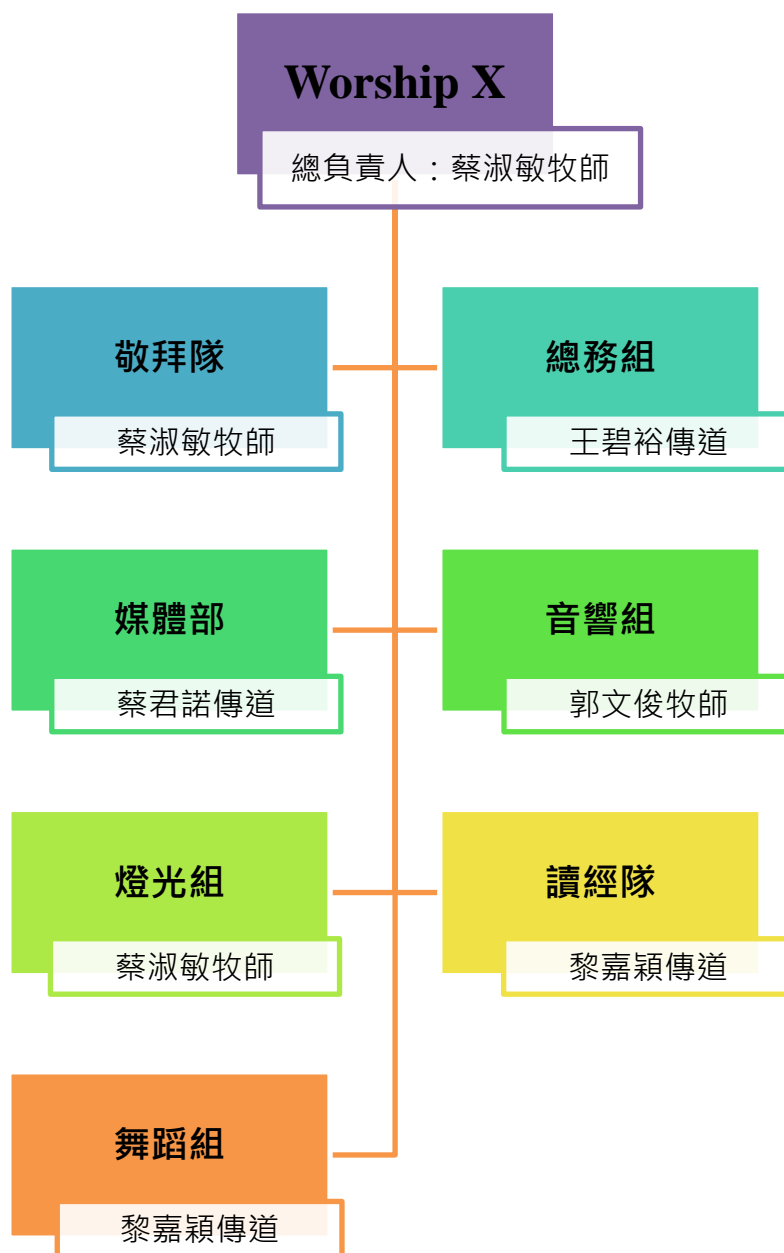 Worship X
總負責人：蔡淑敏牧師
敬拜隊
蔡淑敏牧師
總務組
王碧裕傳道
媒體部
蔡君諾傳道
音響組
郭文俊牧師
燈光組
蔡淑敏牧師
讀經隊
黎嘉穎傳道
舞蹈組
黎嘉穎傳道